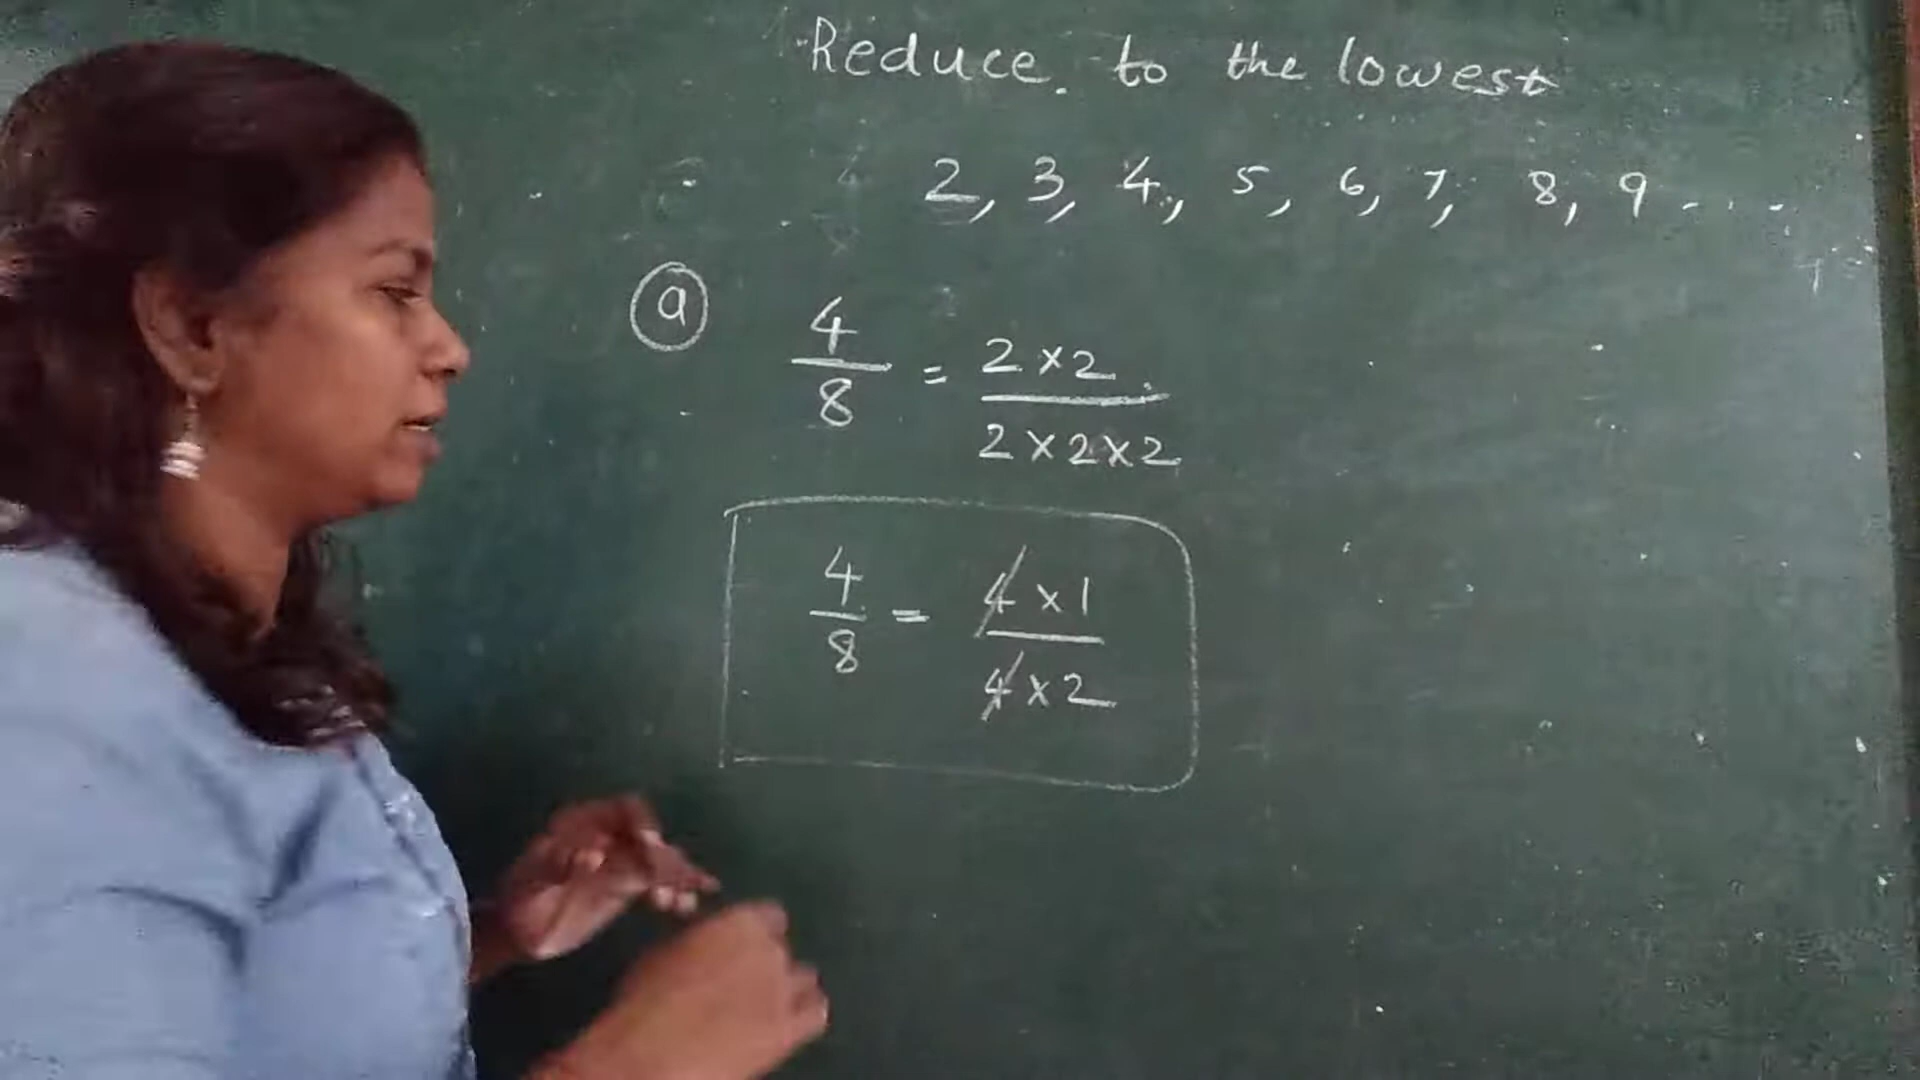 Reduce to the lowest
2, 3, 4, 5, 6, 7, 8, 9 ....
a 4/8 = 2×2/2×2×2
4/8 = 4×1/4×2